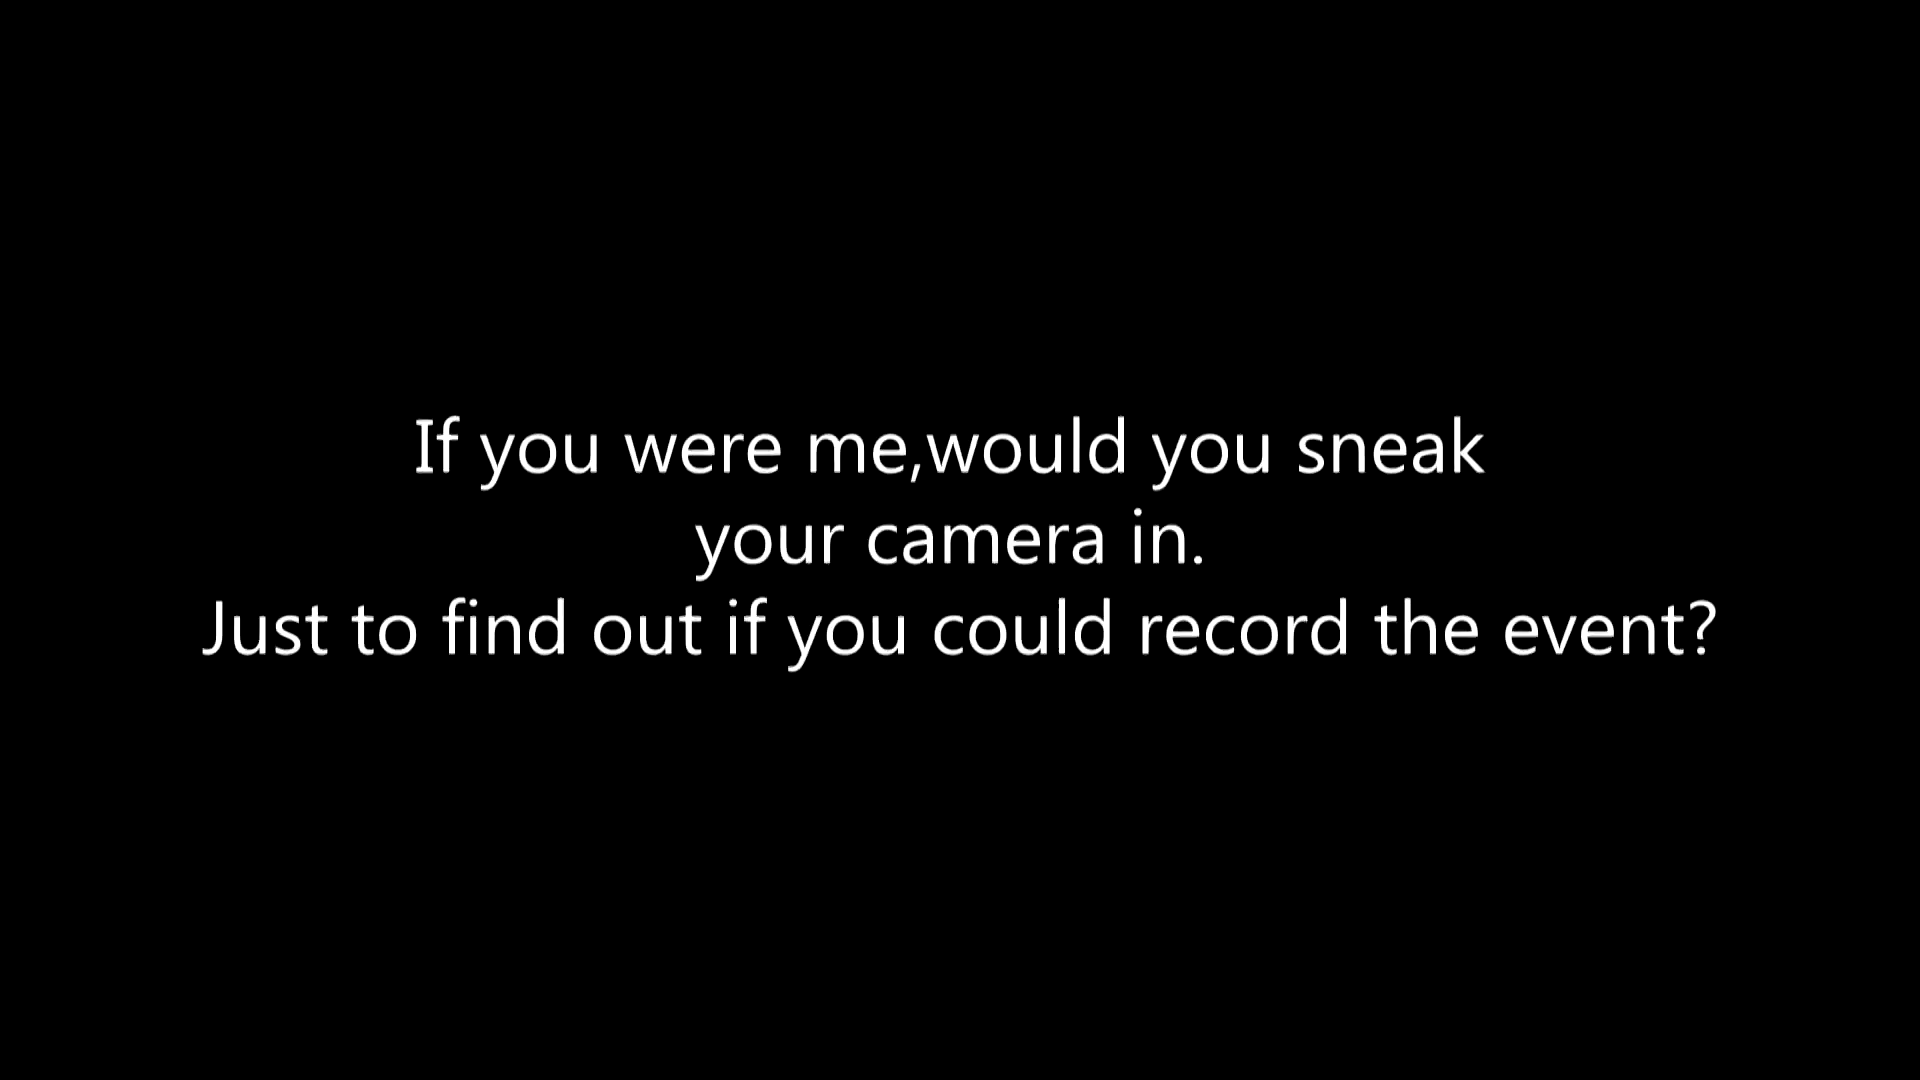 If you were me,would you sneak
your camera in.
Just to find out if you could record the event?